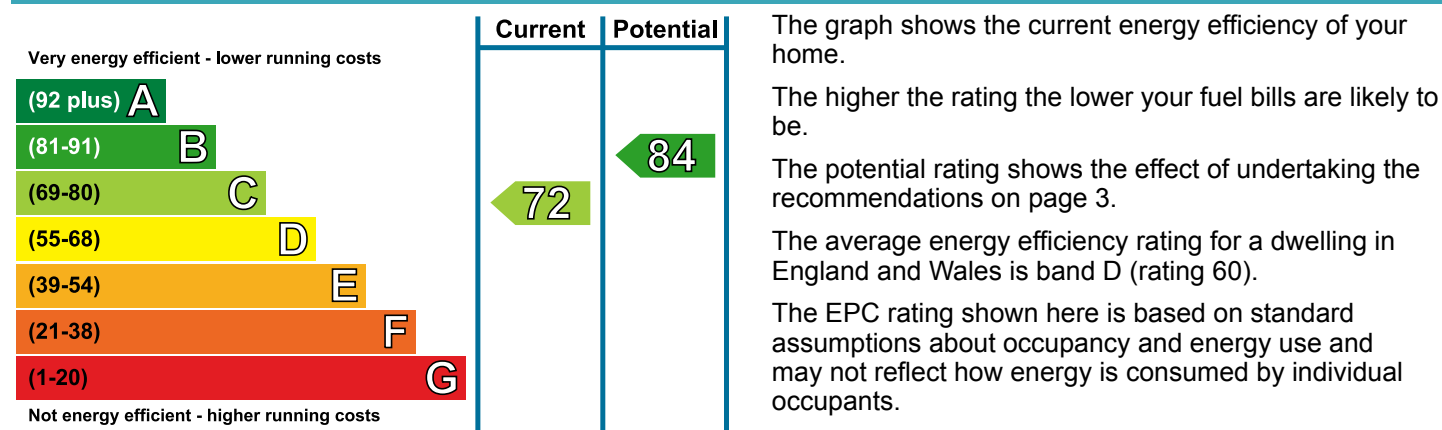 Current Potential
Very energy efficient - lower running costs
(92 plus) A
(81-91) B
84
(69-80) C
72
(55-68) D
(39-54) E
(21-38) F
(1-20) G
Not energy efficient - higher running costs
The graph shows the current energy efficiency of your
home.
The higher the rating the lower your fuel bills are likely to
be.
The potential rating shows the effect of undertaking the
recommendations on page 3.
The average energy efficiency rating for a dwelling in
England and Wales is band D (rating 60).
The EPC rating shown here is based on standard
assumptions about occupancy and energy use and
may not reflect how energy is consumed by individual
occupants.